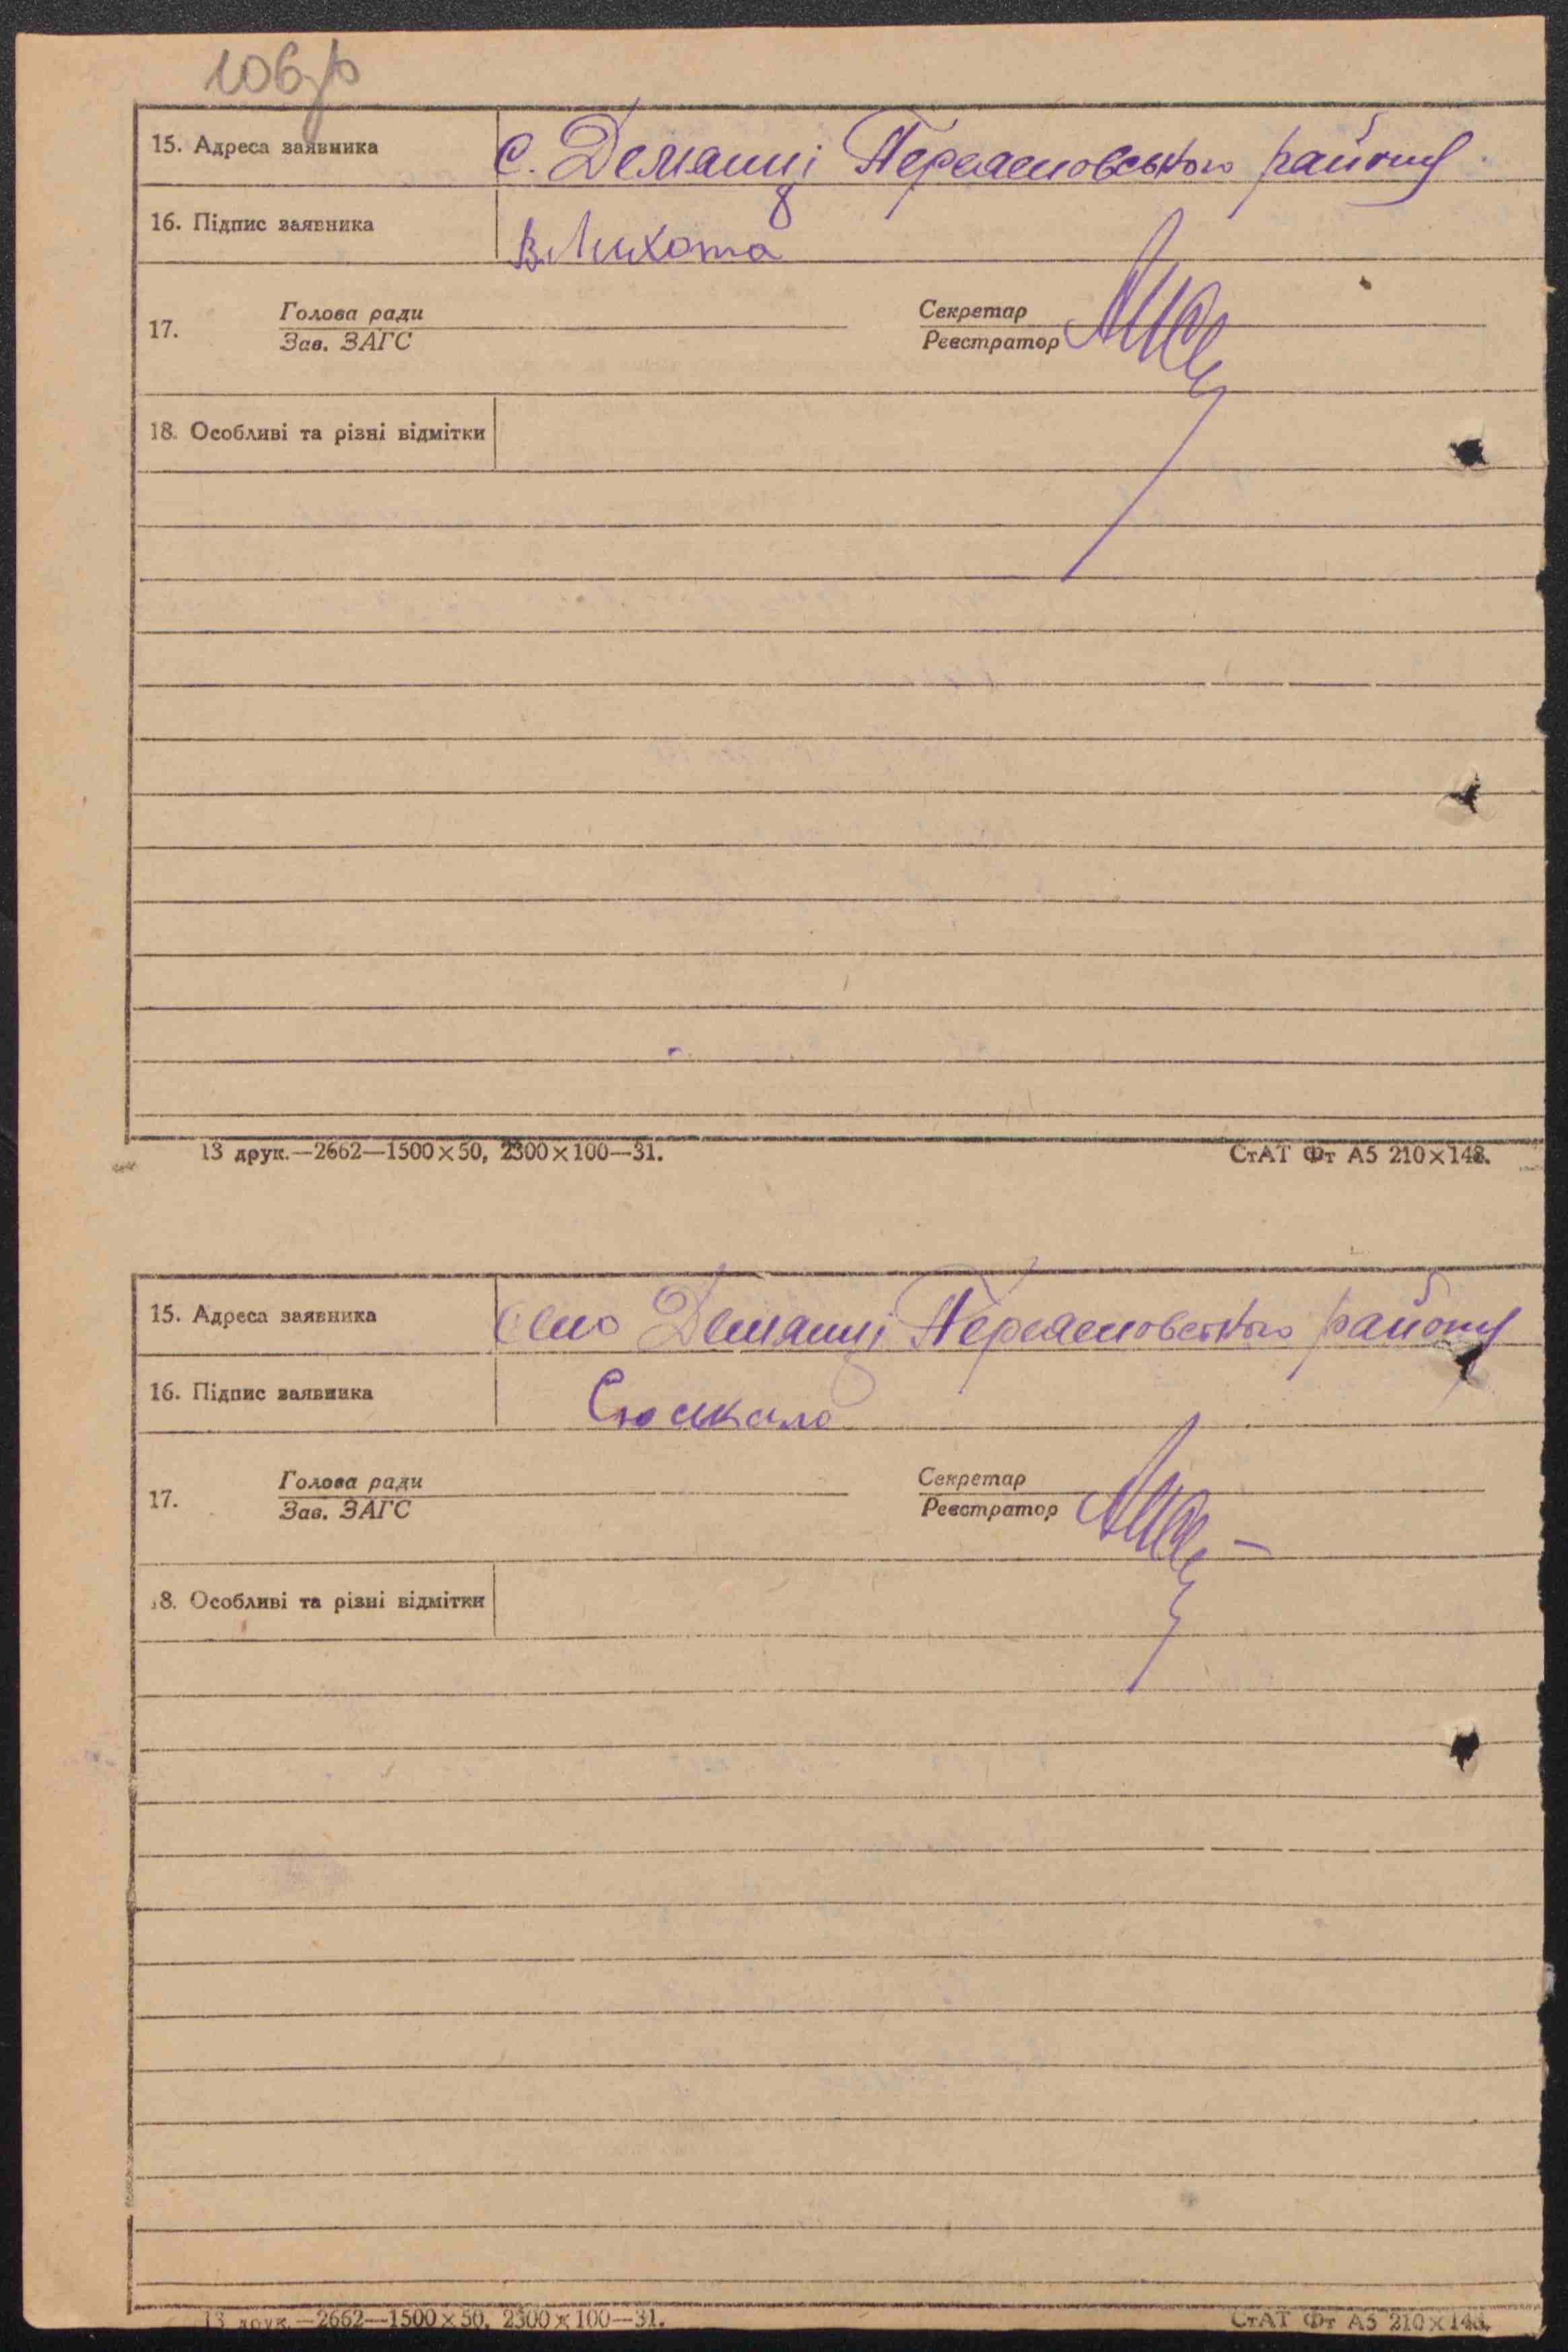 106зв
15. Адреса заявника с. Демянці Переяславського району
16. Підпис заявника В. Лихота
17. Голова ради Секретар
Зав. ЗАГС Реєстратор
18. Особливі та різні відмітки
13 друк.—2662—1500×50, 2300×100—31. СтАТ Фт А5 210×148.
15. Адреса заявника село Демянці Переяславського району
16. Підпис заявника
17. Голова ради Секретар
Зав. ЗАГС Реєстратор
18. Особливі та різні відмітки
13 друк.—2662—1500×50, 2300×100—31. СтАТ Фт А5 210×148.